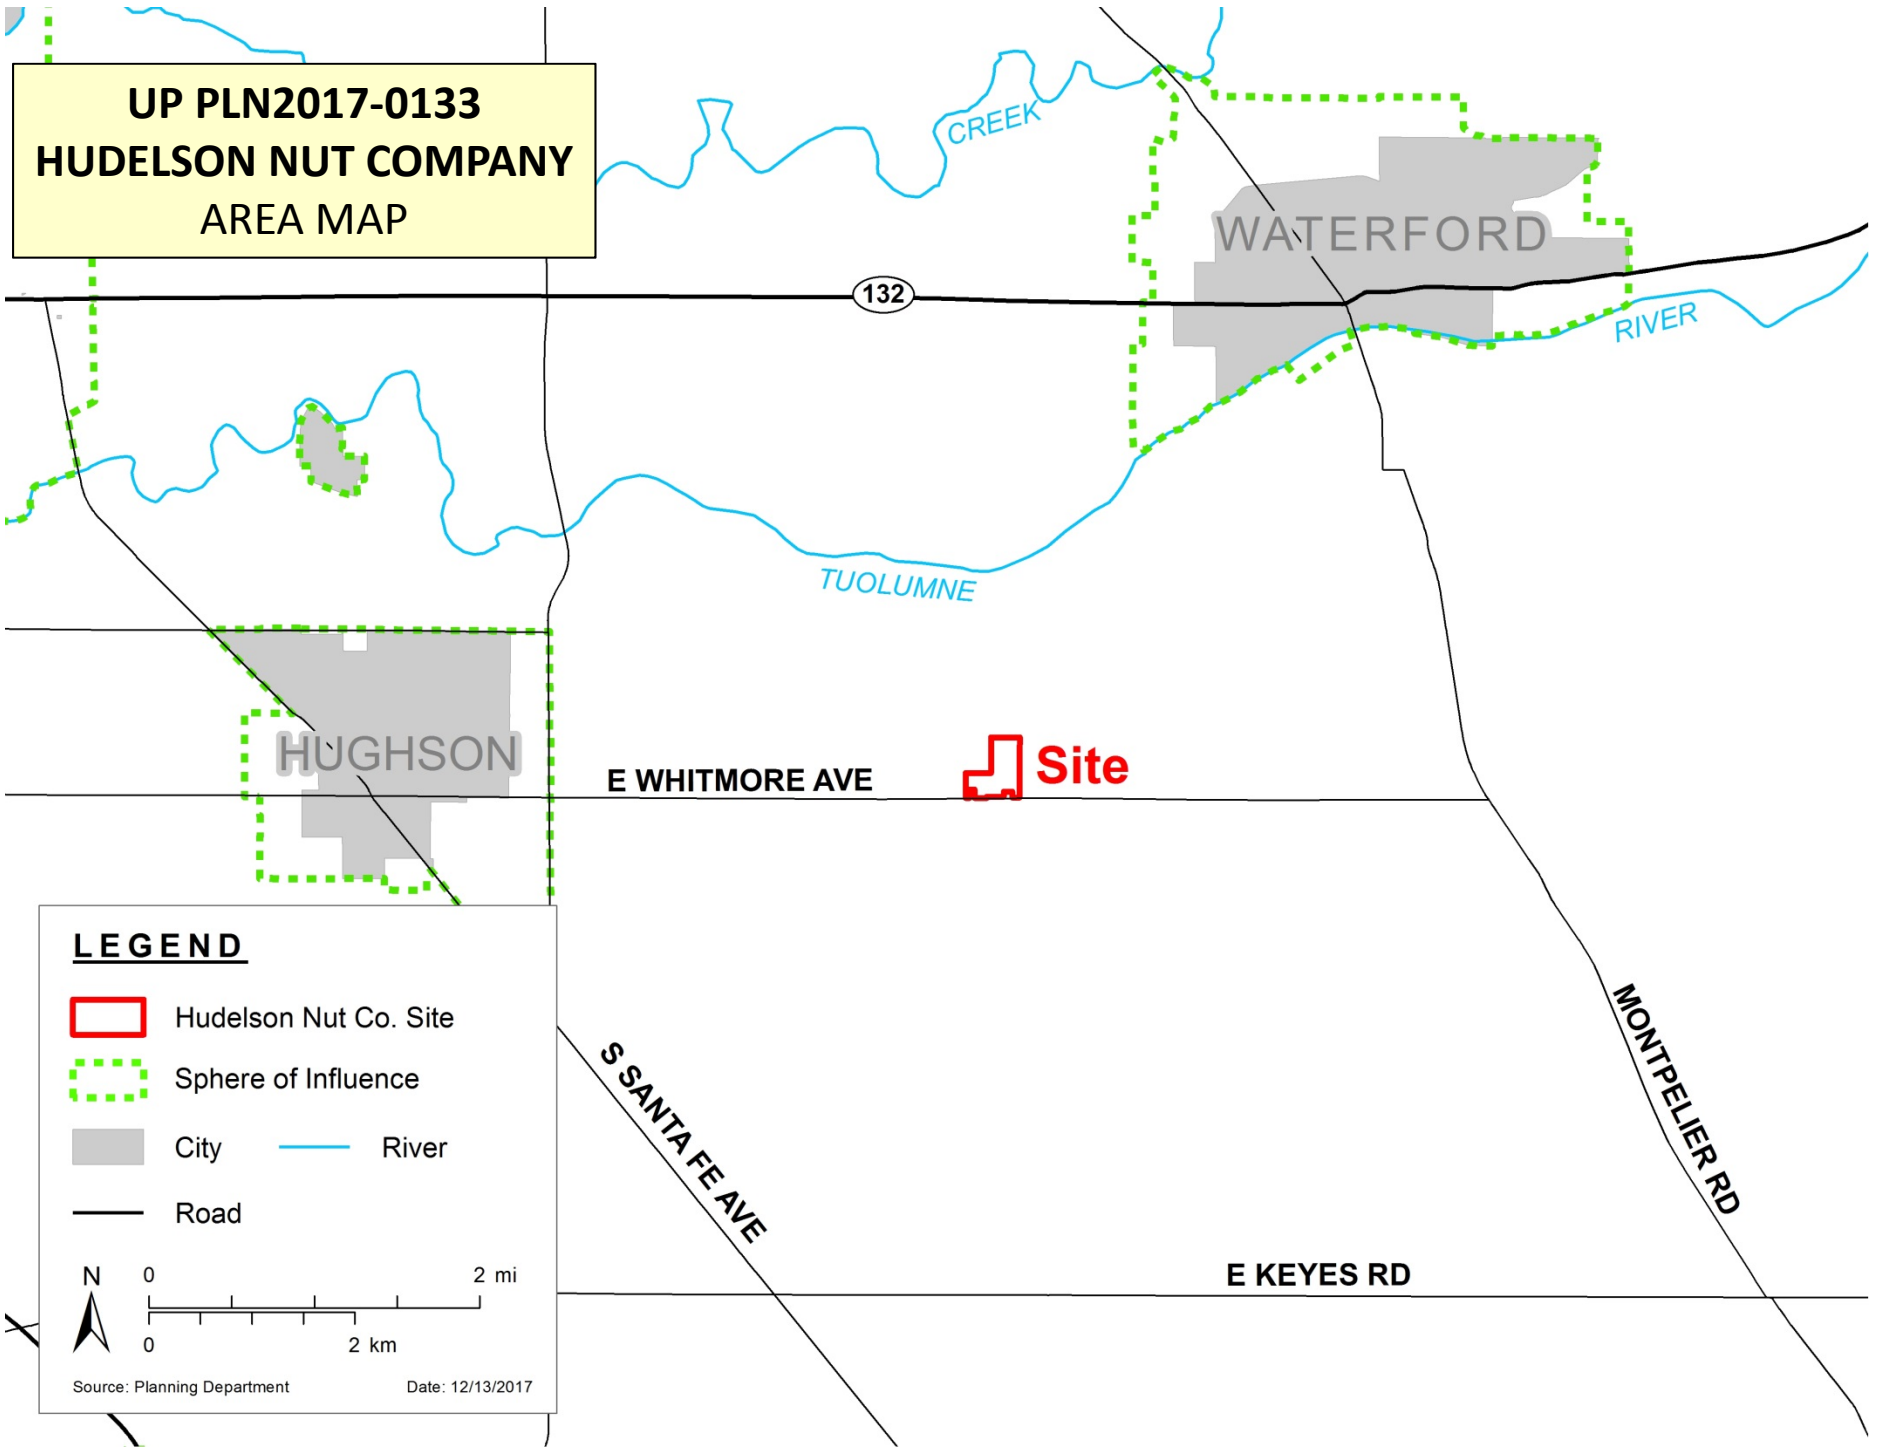 UP PLN2017-0133
HUDELSON NUT COMPANY
AREA MAP
CREEK
WATERFORD
132
RIVER
TUOLUMNE
HUGHSON
E WHITMORE AVE
Site
LEGEND
Hudelson Nut Co. Site
Sphere of Influence
City
River
Road
N
0
2 mi
0
2 km
Source: Planning Department
Date: 12/13/2017
S SANTA FE AVE
MONTPELIER RD
E KEYES RD